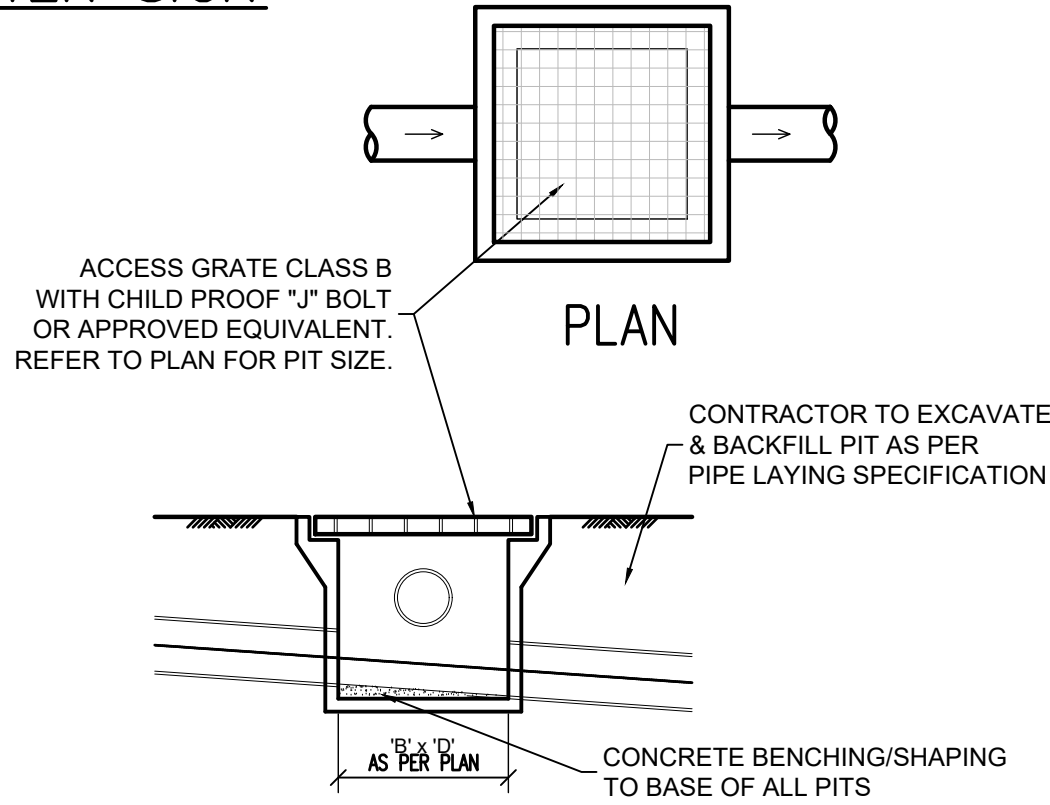 ACCESS GRATE CLASS B
WITH CHILD PROOF "J" BOLT
OR APPROVED EQUIVALENT.
REFER TO PLAN FOR PIT SIZE.
PLAN
CONTRACTOR TO EXCAVATE
& BACKFILL PIT AS PER
PIPE LAYING SPECIFICATION
'B' x 'D'
AS PER PLAN
CONCRETE BENCHING/SHAPING
TO BASE OF ALL PITS